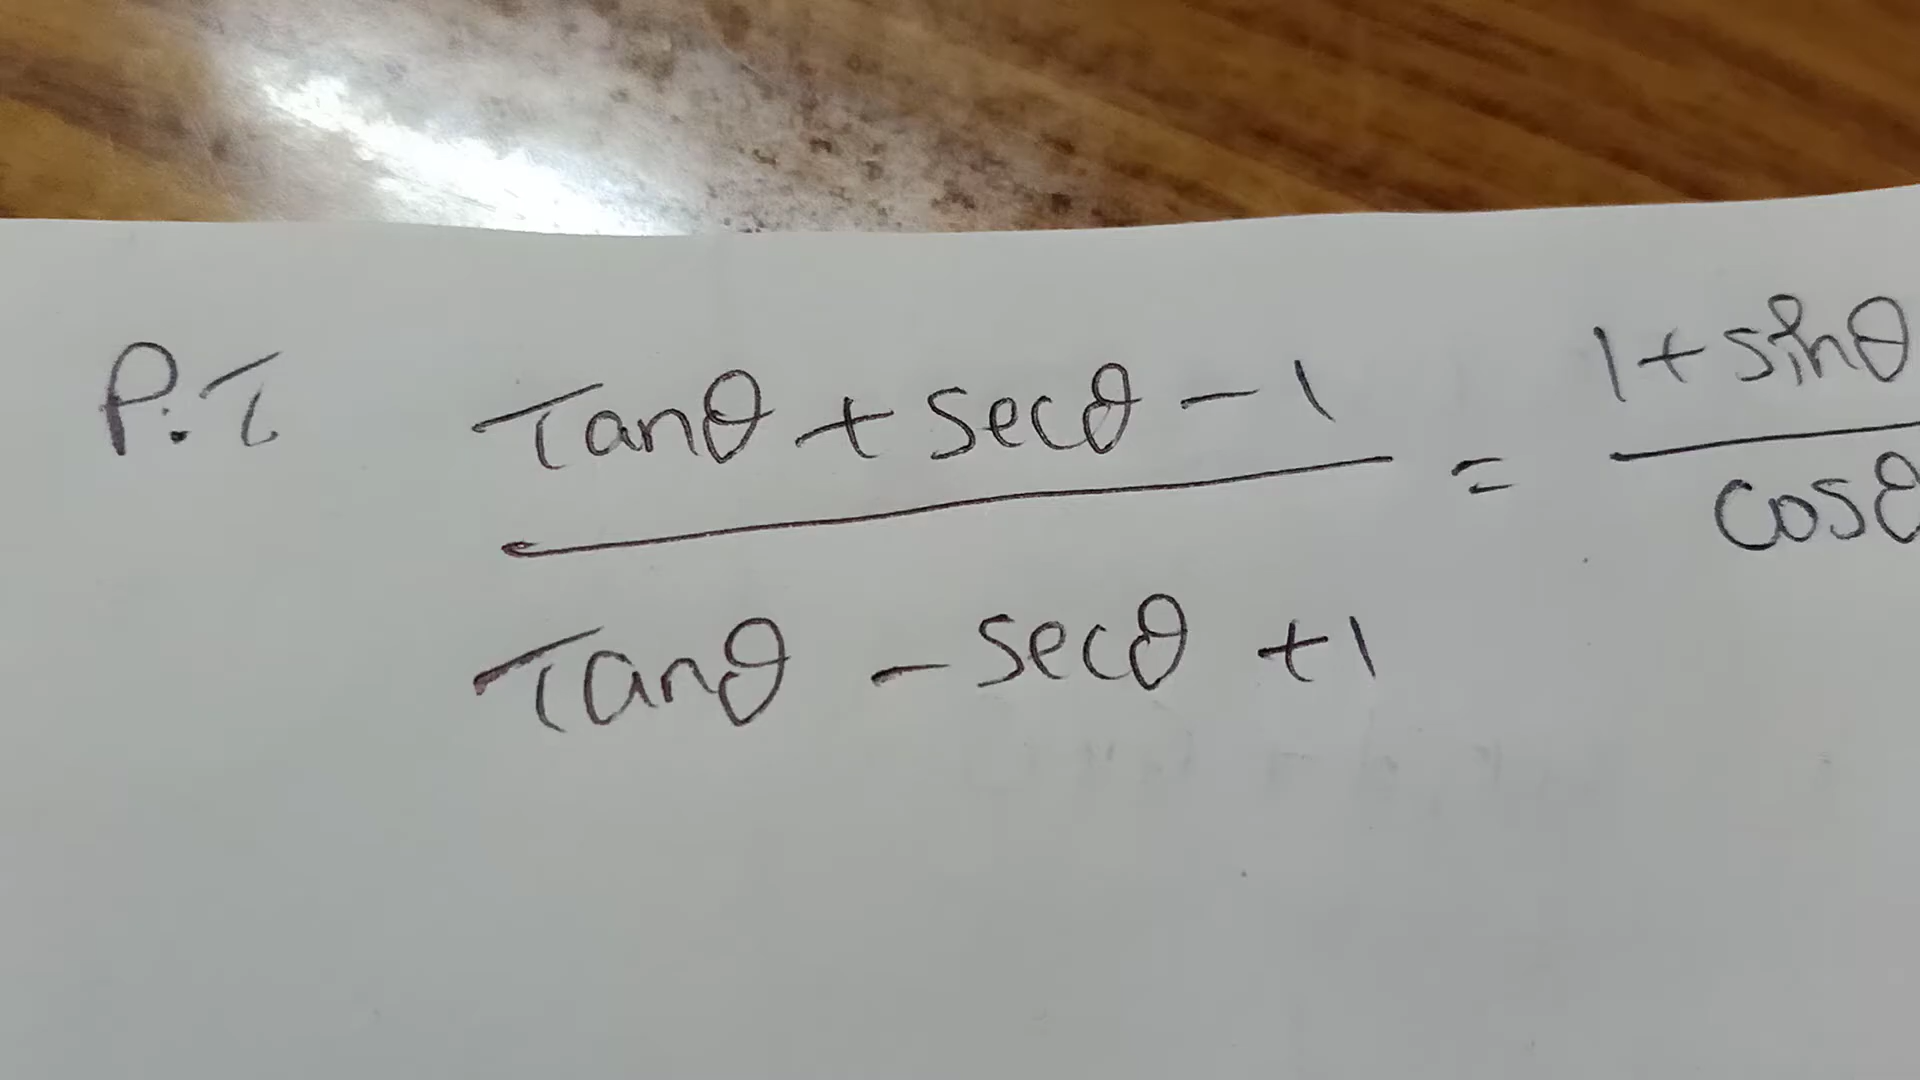 P.T Tanθ + secθ - 1 / Tanθ - secθ + 1 = 1 + sinθ / cosθ